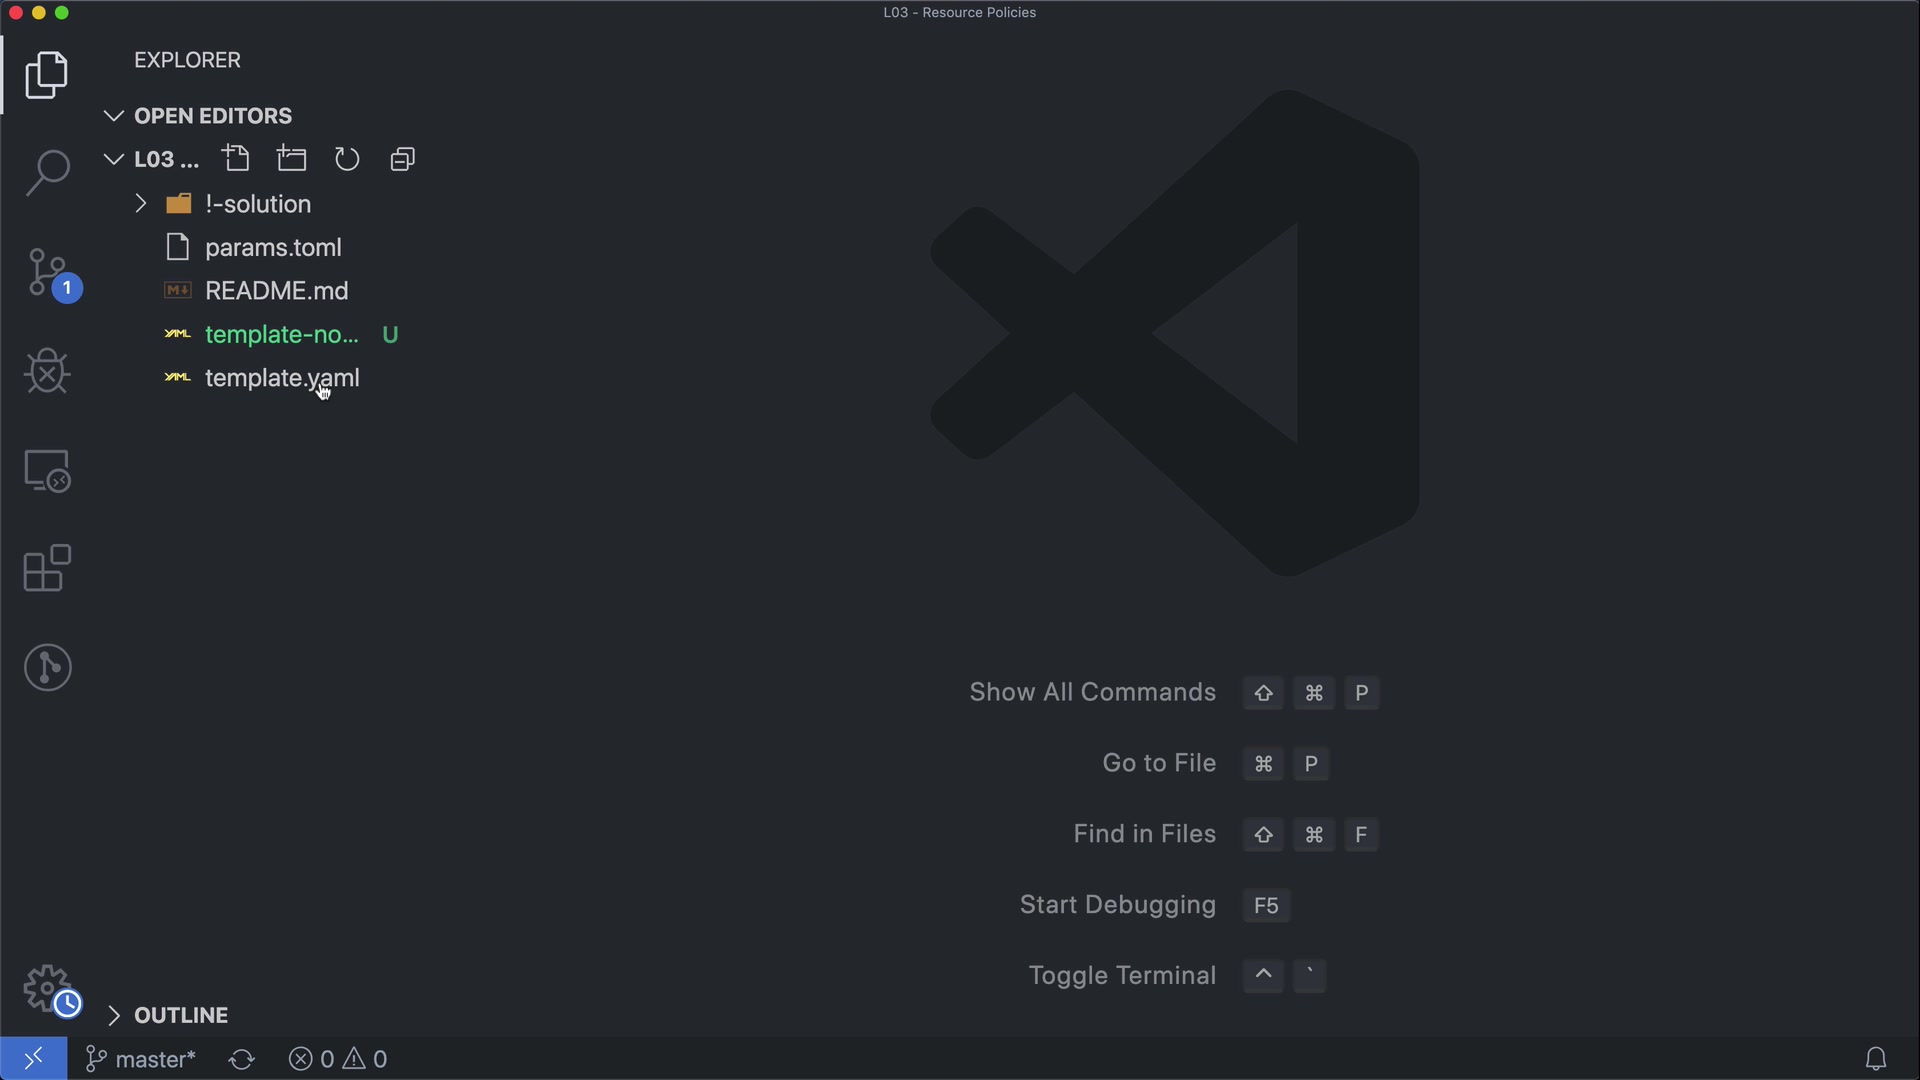 L03 - Resource Policies
EXPLORER
OPEN EDITORS
L03 ...
!-solution
params.toml
README.md
template-no... U
template.yaml
1
Show All Commands ⇧ ⌘ P
Go to File ⌘ P
Find in Files ⇧ ⌘ F
Start Debugging F5
Toggle Terminal ^ `
OUTLINE
master* 0 0